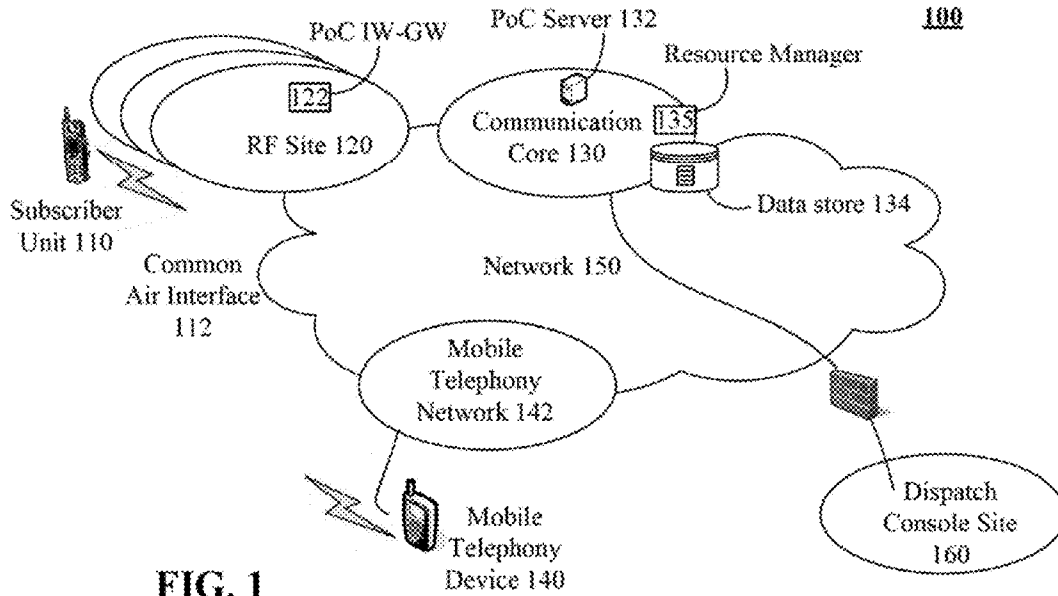 100
PoC Server 132
PoC IW-GW
Resource Manager
122
135
RF Site 120
Communication
Core 130
Data store 134
Subscriber
Unit 110
Common
Air Interface
112
Network 150
Mobile
Telephony
Network 142
Dispatch
Console Site
160
Mobile
Telephony
Device 140
FIG. 1